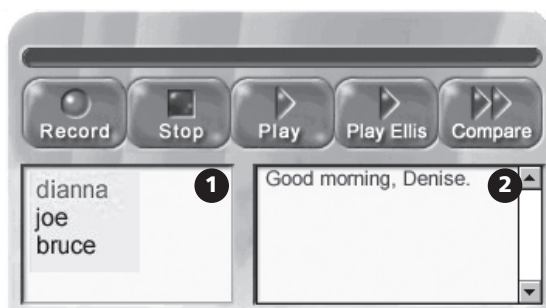 Record Stop Play Play Ellis Compare
dianna
joe
bruce
1
Good morning, Denise.
2